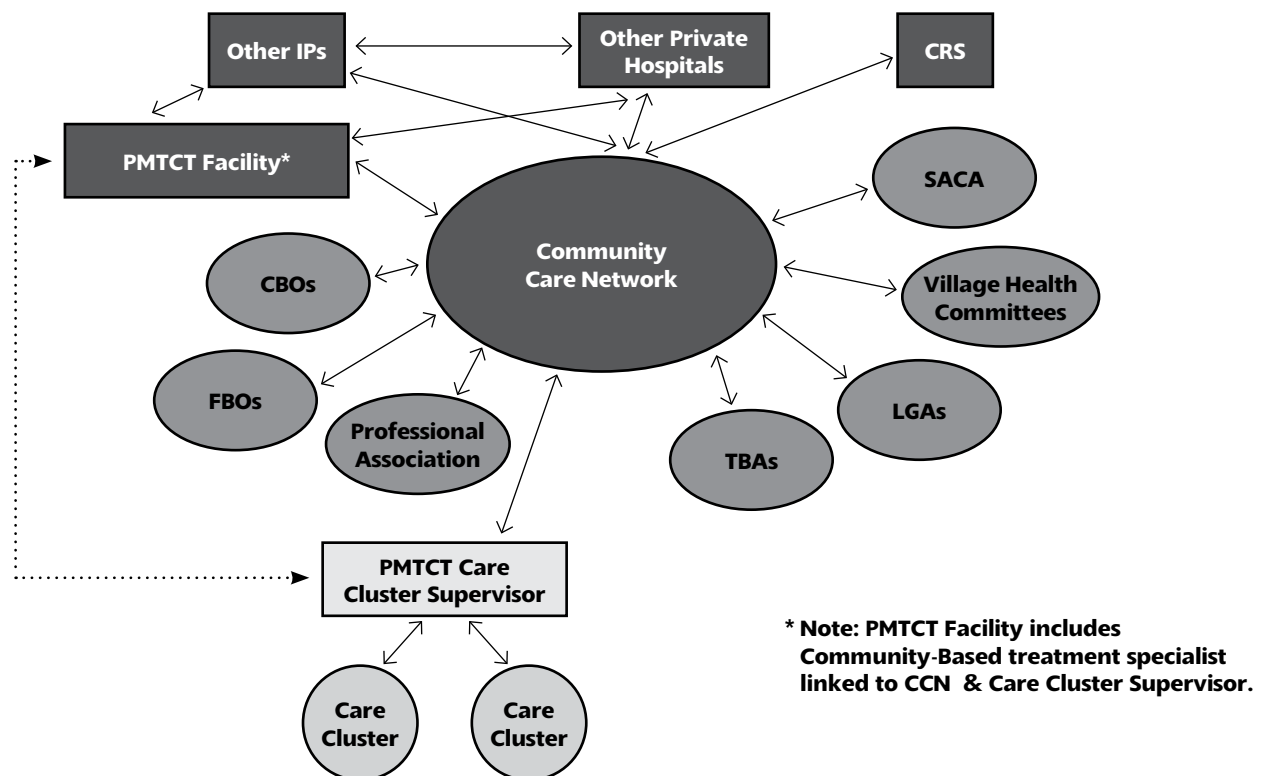 Other IPs
Other Private
Hospitals
CRS
PMTCT Facility*
SACA
Community
Care Network
CBOs
Village Health
Committees
FBOs
Professional
Association
LGAs
TBAs
PMTCT Care
Cluster Supervisor
* Note: PMTCT Facility includes
Community-Based treatment specialist
linked to CCN & Care Cluster Supervisor.
Care
Cluster
Care
Cluster